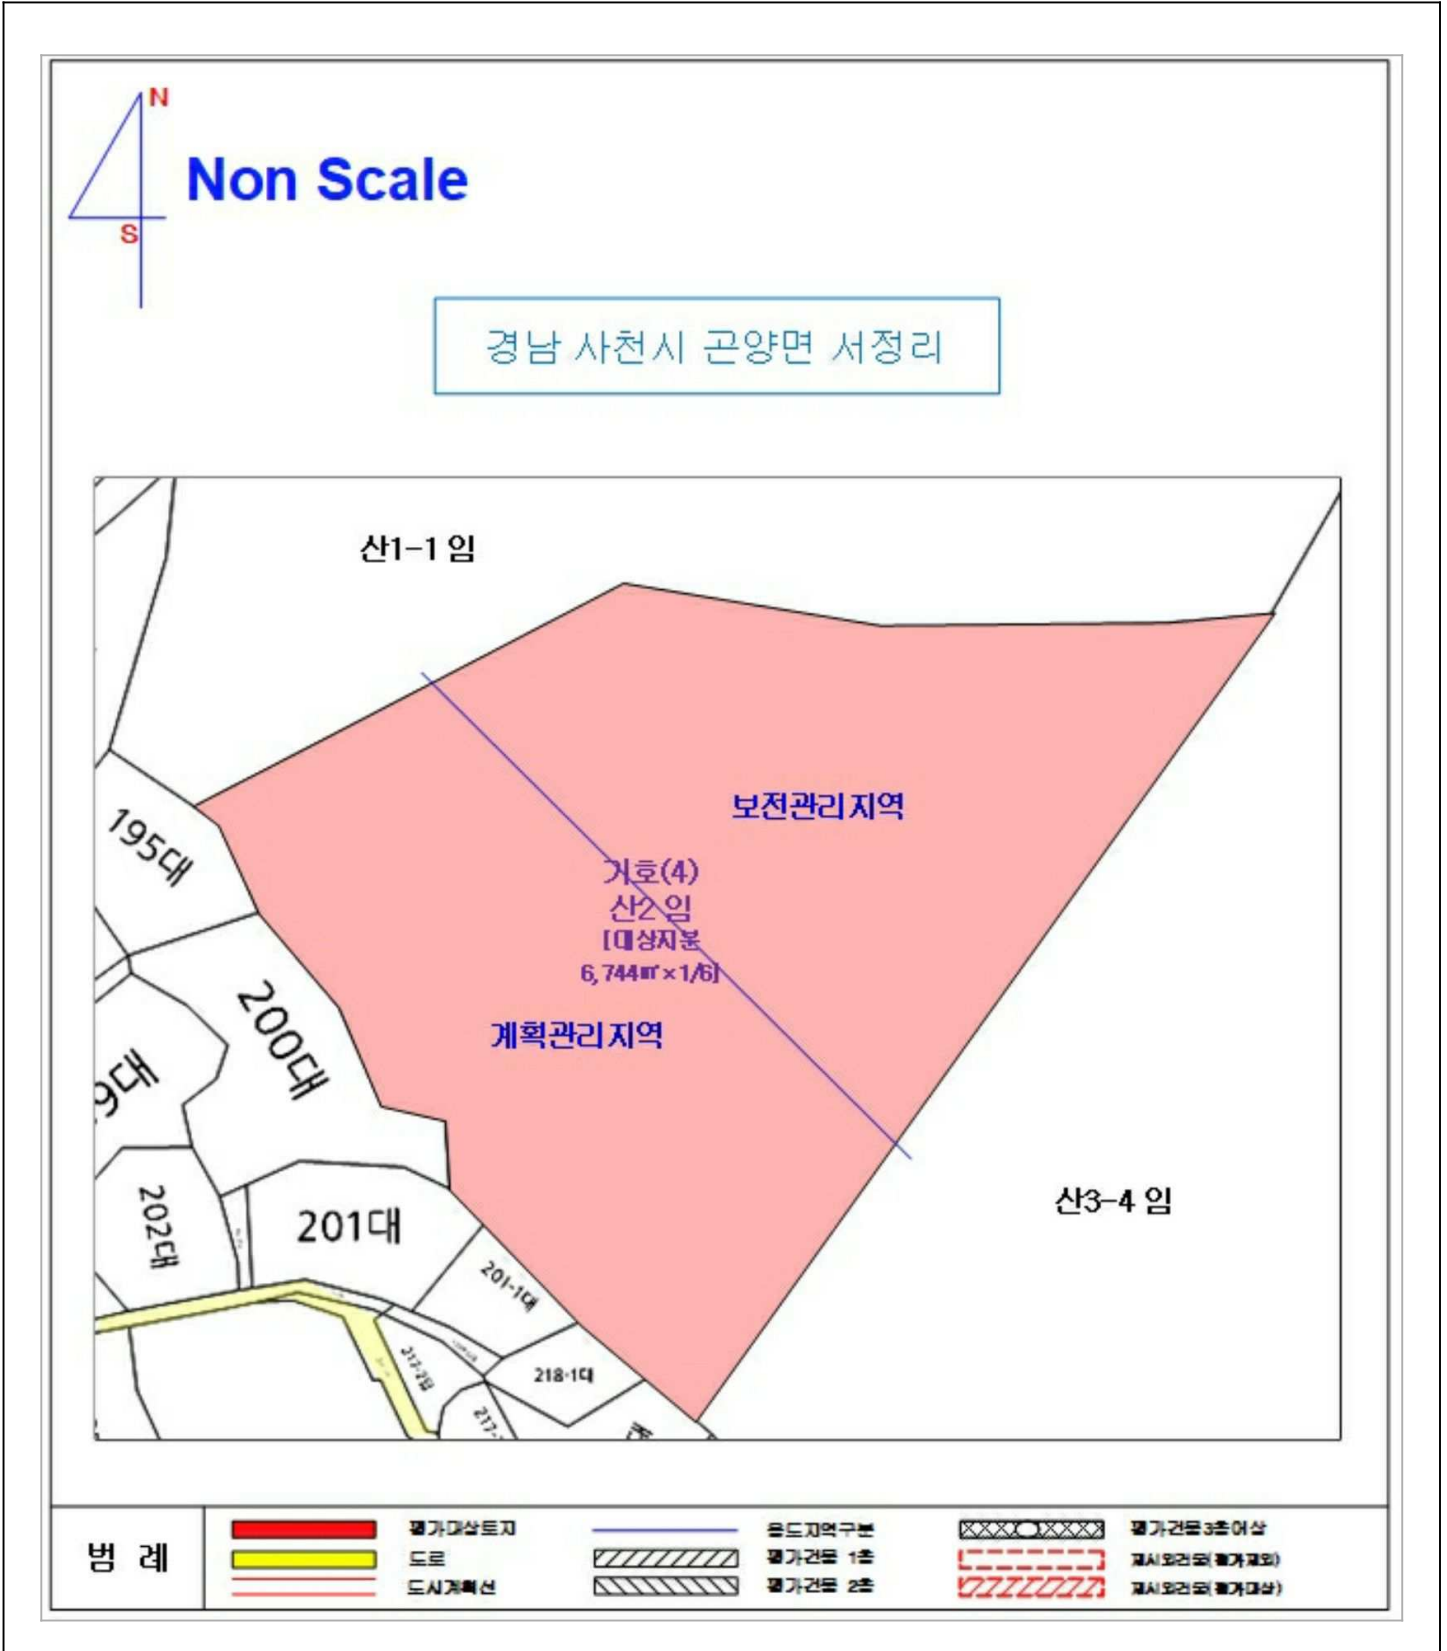 N
Non Scale
S
경남 사천시 곤양면 서정리
산1-1 임
보전관리지역
195대
기호(4)
산2 임
[대상지분
6,744㎡×1/6]
계획관리지역
200대
9대
202대
201대
산3-4 임
201-1대
218-1대
217-2답
범 례
평가대상토지
용도지역구분
평가건물3층이상
도로
평가건물 1층
제시외건물(평가제외)
도시계획선
평가건물 2층
제시외건물(평가대상)